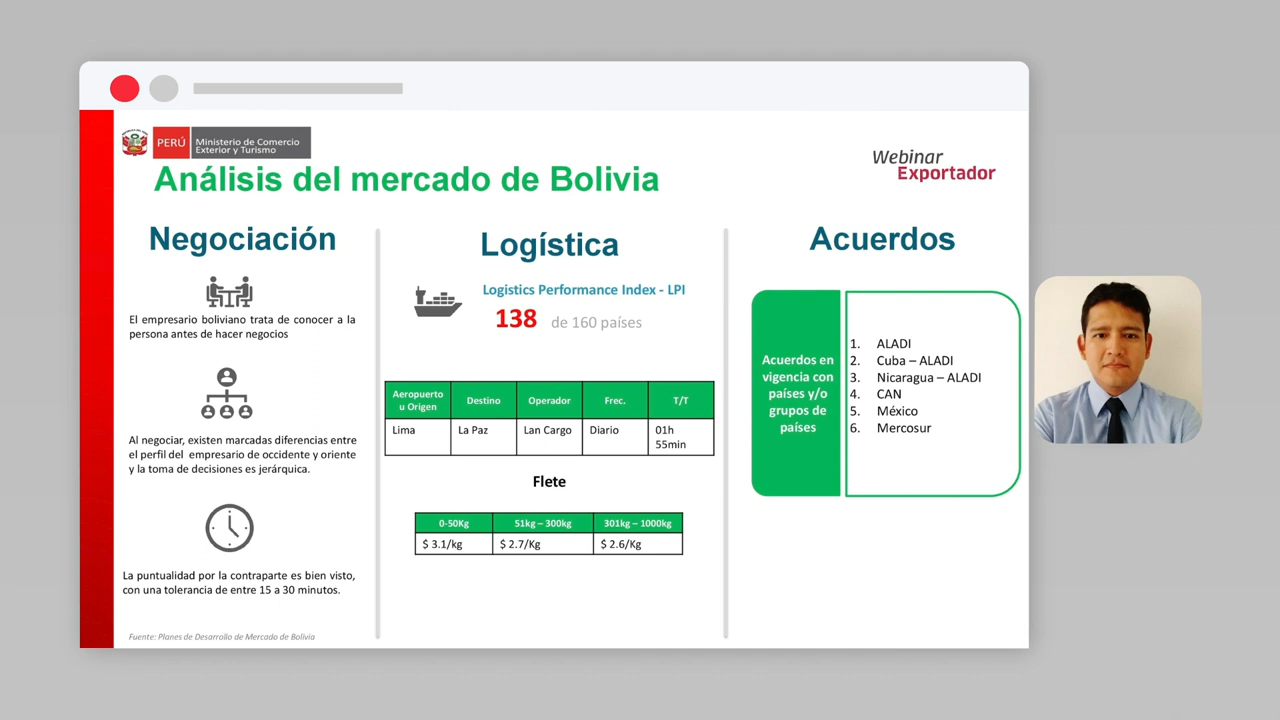 PERÚ
Ministerio de Comercio
Exterior y Turismo
Webinar
Exportador
Análisis del mercado de Bolivia
Negociación
El empresario boliviano trata de conocer a la
persona antes de hacer negocios
Al negociar, existen marcadas diferencias entre
el perfil del empresario de occidente y oriente
y la toma de decisiones es jerárquica.
La puntualidad por la contraparte es bien visto,
con una tolerancia de entre 15 a 30 minutos.
Fuente: Planes de Desarrollo de Mercado de Bolivia
Logística
Logistics Performance Index - LPI
138 de 160 países
Aeropuerto
u Origen
Destino
Operador
Frec.
T/T
Lima
La Paz
Lan Cargo
Diario
01h
55min
Flete
0-50Kg
51kg – 300kg
301kg – 1000kg
$ 3.1/kg
$ 2.7/Kg
$ 2.6/Kg
Acuerdos
Acuerdos en
vigencia con
países y/o
grupos de
países
1. ALADI
2. Cuba – ALADI
3. Nicaragua – ALADI
4. CAN
5. México
6. Mercosur